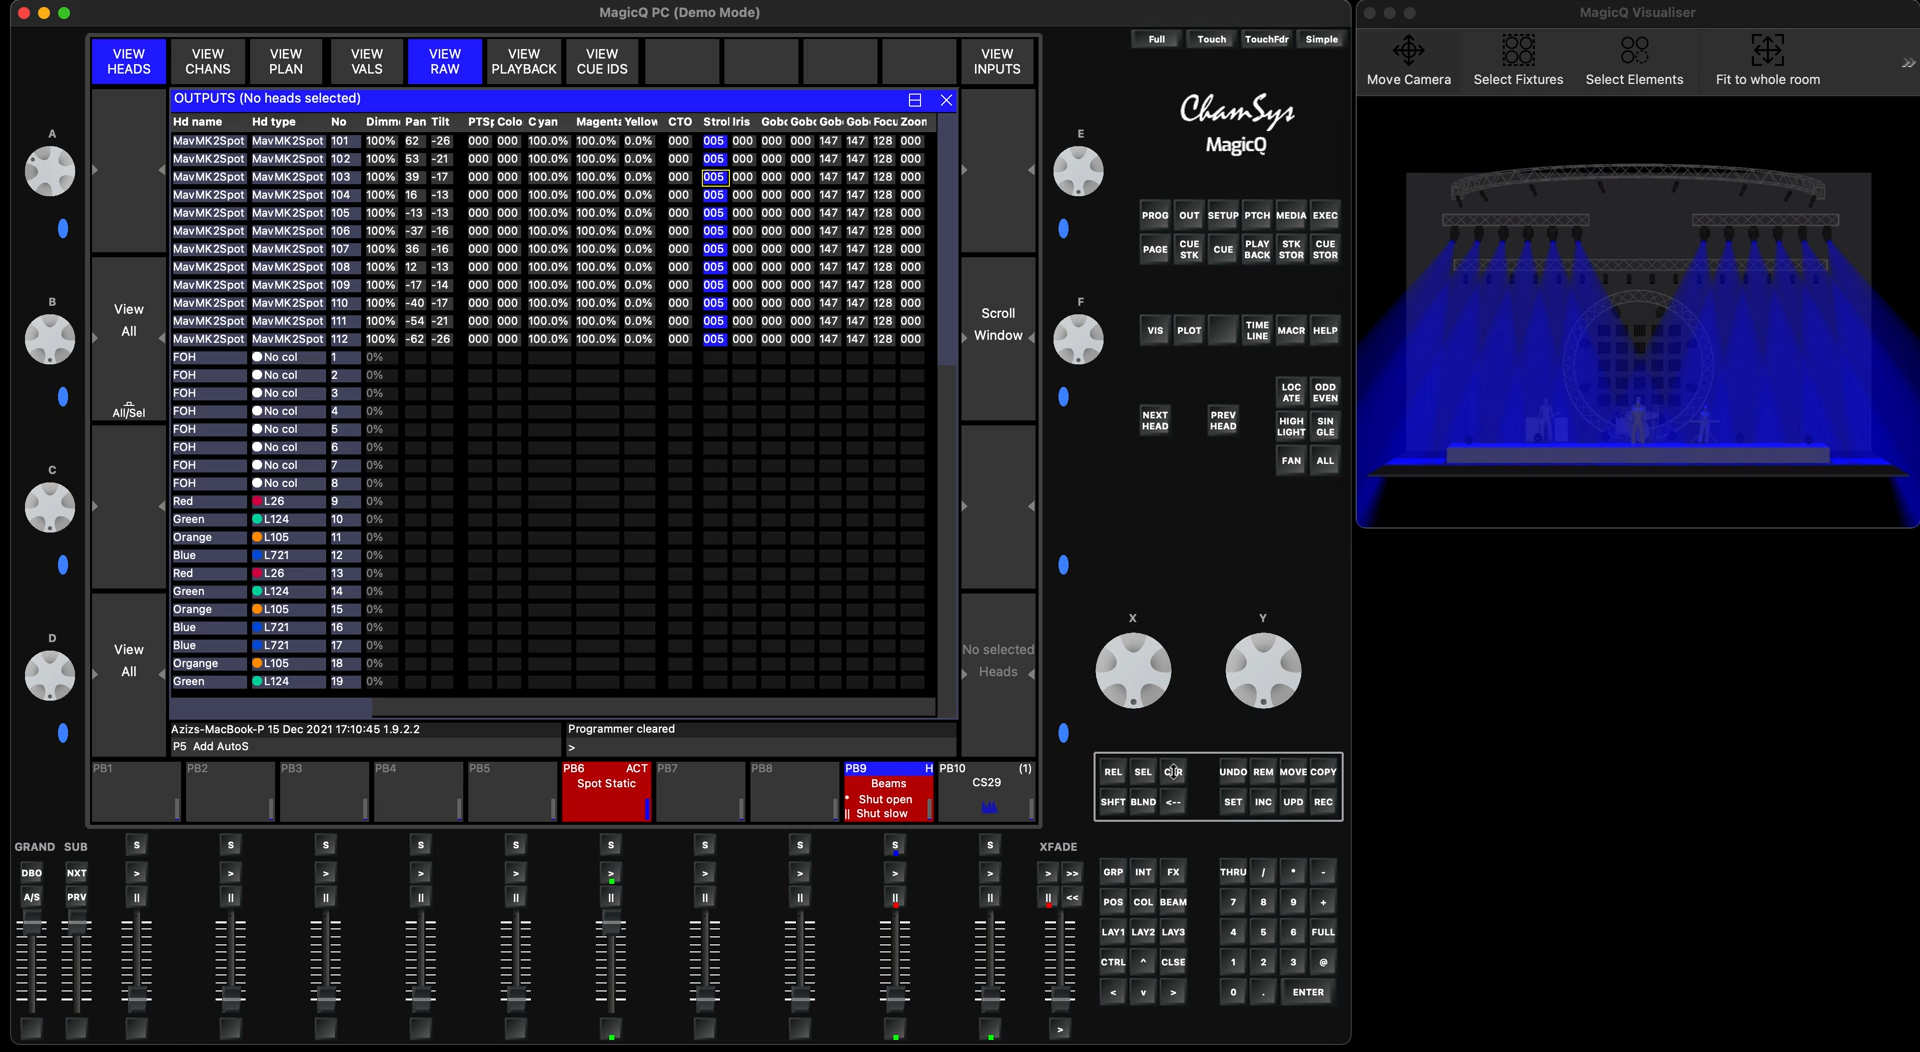 MagicQ PC (Demo Mode)
MagicQ Visualiser
Full Touch TouchFdr Simple
Move Camera Select Fixtures Select Elements Fit to whole room
VIEW HEADS
VIEW CHANS
VIEW PLAN
VIEW VALS
VIEW RAW
VIEW PLAYBACK
VIEW CUE IDS
VIEW INPUTS
OUTPUTS (No heads selected)
Hd name Hd type No Dimm Pan Tilt PTSp Colo Cyan Magenta Yellow CTO Strol Iris Gobo Gobo Gobo Gobo Focu Zoon
MavMK2Spot MavMK2Spot 101 100% 62 -26 000 000 100.0% 100.0% 0.0% 000 005 000 000 000 147 147 128 000
MavMK2Spot MavMK2Spot 102 100% 53 -21 000 000 100.0% 100.0% 0.0% 000 005 000 000 000 147 147 128 000
MavMK2Spot MavMK2Spot 103 100% 39 -17 000 000 100.0% 100.0% 0.0% 000 005 000 000 000 147 147 128 000
MavMK2Spot MavMK2Spot 104 100% 16 -13 000 000 100.0% 100.0% 0.0% 000 005 000 000 000 147 147 128 000
MavMK2Spot MavMK2Spot 105 100% -13 -13 000 000 100.0% 100.0% 0.0% 000 005 000 000 000 147 147 128 000
MavMK2Spot MavMK2Spot 106 100% -37 -16 000 000 100.0% 100.0% 0.0% 000 005 000 000 000 147 147 128 000
MavMK2Spot MavMK2Spot 107 100% 36 -16 000 000 100.0% 100.0% 0.0% 000 005 000 000 000 147 147 128 000
MavMK2Spot MavMK2Spot 108 100% 12 -13 000 000 100.0% 100.0% 0.0% 000 005 000 000 000 147 147 128 000
MavMK2Spot MavMK2Spot 109 100% -17 -14 000 000 100.0% 100.0% 0.0% 000 005 000 000 000 147 147 128 000
MavMK2Spot MavMK2Spot 110 100% -40 -17 000 000 100.0% 100.0% 0.0% 000 005 000 000 000 147 147 128 000
MavMK2Spot MavMK2Spot 111 100% -54 -21 000 000 100.0% 100.0% 0.0% 000 005 000 000 000 147 147 128 000
MavMK2Spot MavMK2Spot 112 100% -62 -26 000 000 100.0% 100.0% 0.0% 000 005 000 000 000 147 147 128 000
FOH No col 1 0%
FOH No col 2 0%
FOH No col 3 0%
FOH No col 4 0%
FOH No col 5 0%
FOH No col 6 0%
FOH No col 7 0%
FOH No col 8 0%
Red L26 9 0%
Green L124 10 0%
Orange L105 11 0%
Blue L721 12 0%
Red L26 13 0%
Green L124 14 0%
Orange L105 15 0%
Blue L721 16 0%
Blue L721 17 0%
Organge L105 18 0%
Green L124 19 0%
View
All
All/Sel
View
All
Scroll
Window
No selected
Heads
Azizs-MacBook-P 15 Dec 2021 17:10:45 1.9.2.2
Programmer cleared
P5 Add AutoS
>
PB1 PB2 PB3 PB4 PB5 PB6 ACT PB7 PB8 PB9 H PB10 (1)
Spot Static
Beams
Shut open
Shut slow
CS29
A
B
C
D
E
F
X
Y
ChamSys
MagicQ
PROG OUT SETUP PTCH MEDIA EXEC
PAGE CUE STK CUE PLAY BACK STK STOR CUE STOR
VIS PLOT TIME LINE MACR HELP
LOC ATE ODD EVEN
NEXT HEAD PREV HEAD HIGH LIGHT SIN GLE
FAN ALL
REL SEL UNDO REM MOVE COPY
SHFT BLND <-- SET INC UPD REC
GRAND SUB XFADE
S S S S S S S S S S
DBO NXT > > > > > > > > > > > >>
A/S PRV || || || || || || || || || || || <<
>
GRP INT FX THRU / * -
POS COL BEAM 7 8 9 +
LAY1 LAY2 LAY3 4 5 6 FULL
CTRL ^ CLSE 1 2 3 @
< v > 0 . ENTER